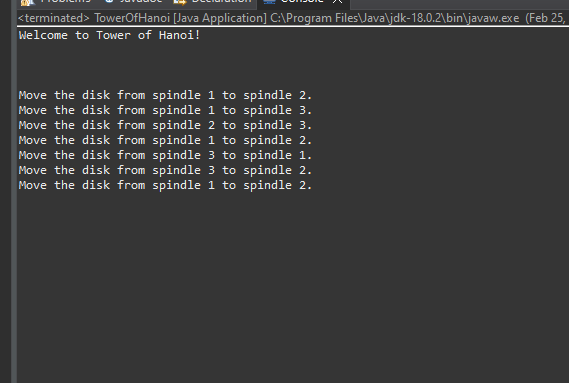 Problems Javadoc Declaration Console
<terminated> TowerOfHanoi [Java Application] C:\Program Files\Java\jdk-18.0.2\bin\javaw.exe (Feb 25,
Welcome to Tower of Hanoi!
Move the disk from spindle 1 to spindle 2.
Move the disk from spindle 1 to spindle 3.
Move the disk from spindle 2 to spindle 3.
Move the disk from spindle 1 to spindle 2.
Move the disk from spindle 3 to spindle 1.
Move the disk from spindle 3 to spindle 2.
Move the disk from spindle 1 to spindle 2.